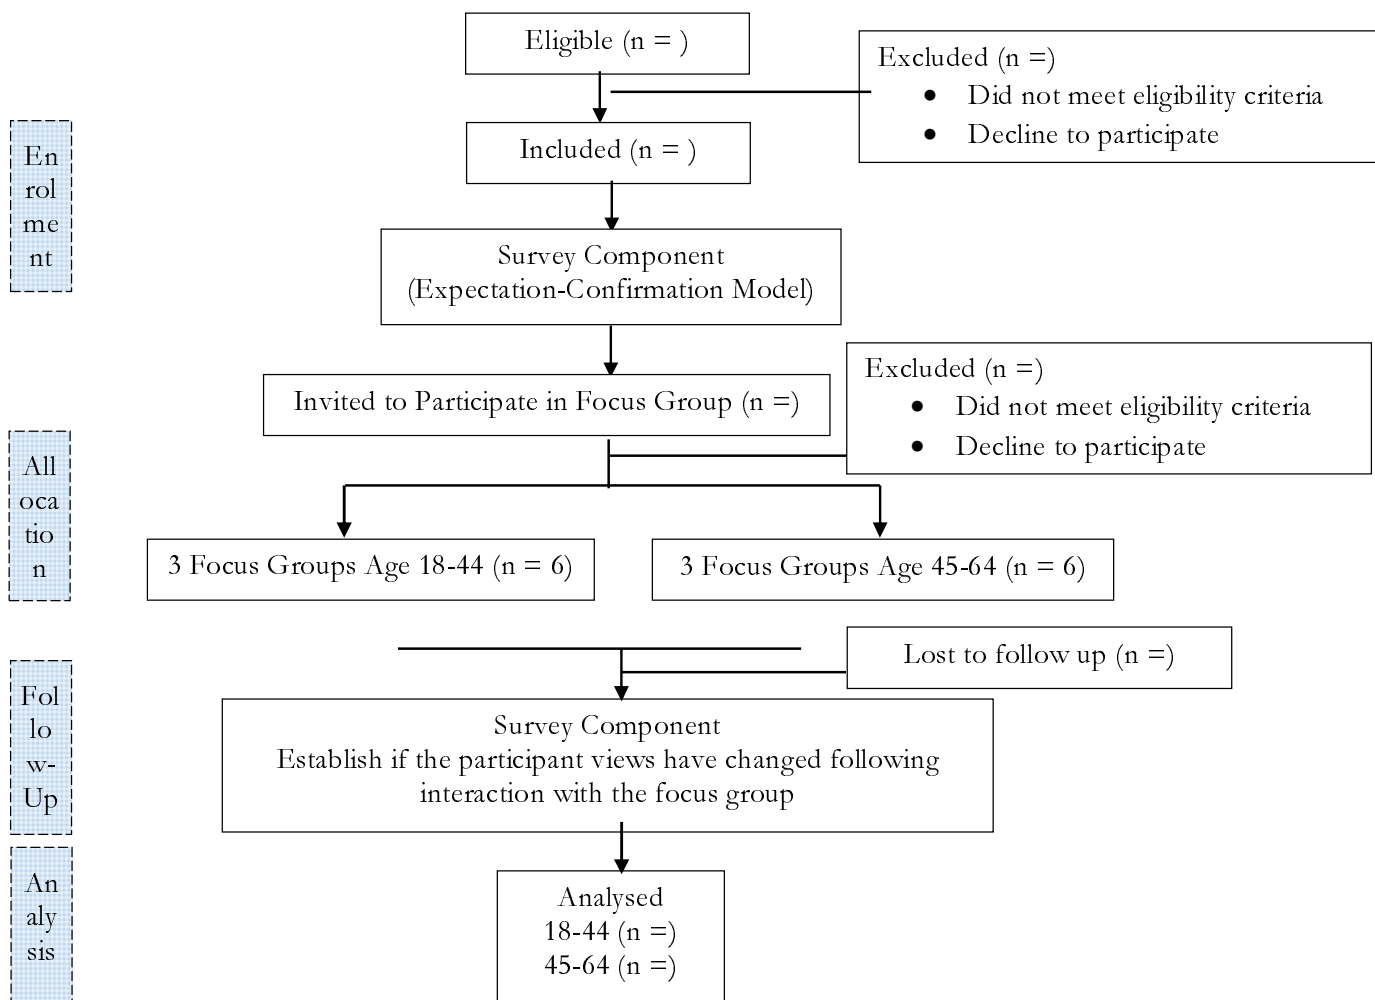 Eligible (n = )
Excluded (n =)
• Did not meet eligibility criteria
• Decline to participate
En
rol
me
nt
Included (n = )
Survey Component
(Expectation-Confirmation Model)
Invited to Participate in Focus Group (n =)
Excluded (n =)
• Did not meet eligibility criteria
• Decline to participate
All
oca
tio
n
3 Focus Groups Age 18-44 (n = 6)
3 Focus Groups Age 45-64 (n = 6)
Lost to follow up (n =)
Fol
lo
w-
Up
Survey Component
Establish if the participant views have changed following
interaction with the focus group
An
aly
sis
Analysed
18-44 (n =)
45-64 (n =)